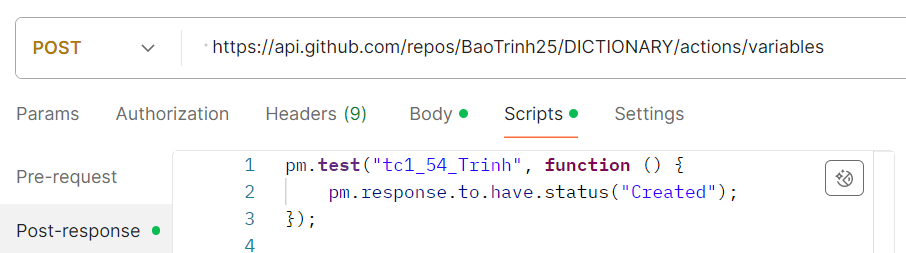 POST https://api.github.com/repos/BaoTrinh25/DICTIONARY/actions/variables
Params Authorization Headers (9) Body Scripts Settings
Pre-request
Post-response
1 pm.test("tc1_54_Trinh", function () {
2 pm.response.to.have.status("Created");
3 });
4